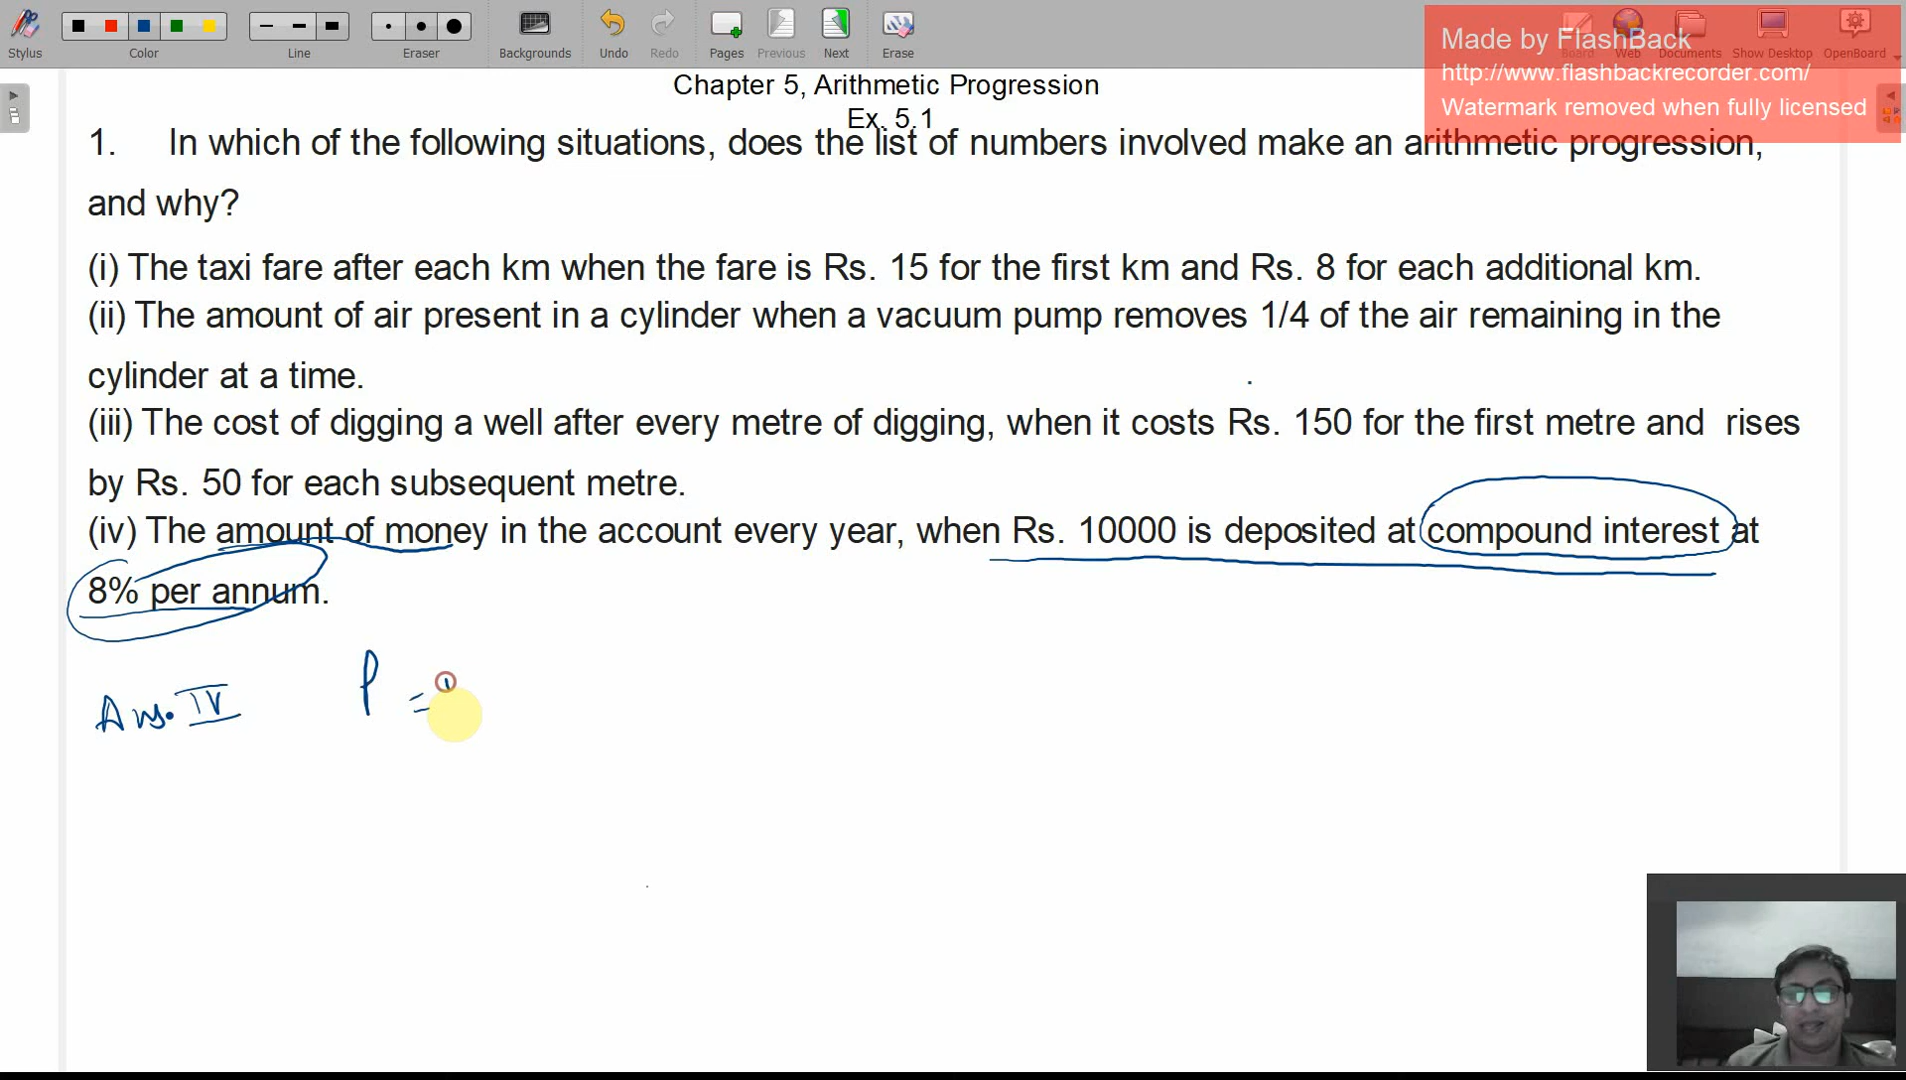 Stylus Color Line Eraser Backgrounds Undo Redo Pages Previous Next Erase Board Web Documents Show Desktop OpenBoard
Made by FlashBack
http://www.flashbackrecorder.com/
Watermark removed when fully licensed
Chapter 5, Arithmetic Progression
Ex. 5.1
1. In which of the following situations, does the list of numbers involved make an arithmetic progression,
and why?
(i) The taxi fare after each km when the fare is Rs. 15 for the first km and Rs. 8 for each additional km.
(ii) The amount of air present in a cylinder when a vacuum pump removes 1/4 of the air remaining in the
cylinder at a time.
(iii) The cost of digging a well after every metre of digging, when it costs Rs. 150 for the first metre and rises
by Rs. 50 for each subsequent metre.
(iv) The amount of money in the account every year, when Rs. 10000 is deposited at compound interest at
8% per annum.
Ans. IV P =